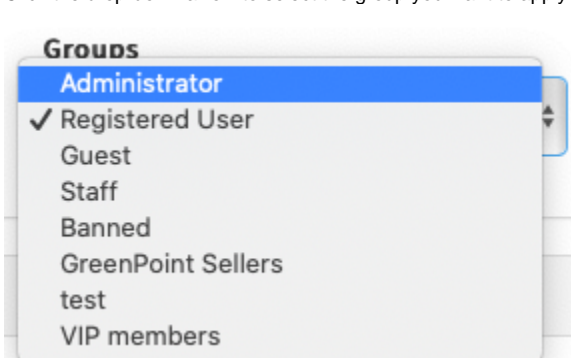 Groups
Administrator
✓ Registered User
Guest
Staff
Banned
GreenPoint Sellers
test
VIP members